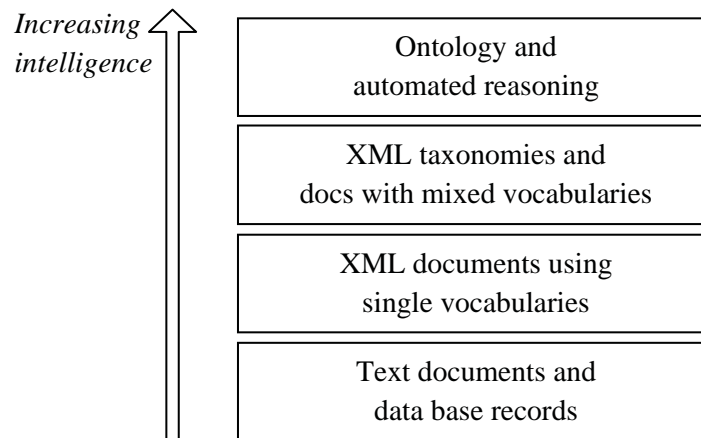 Increasing
intelligence
Ontology and
automated reasoning
XML taxonomies and
docs with mixed vocabularies
XML documents using
single vocabularies
Text documents and
data base records